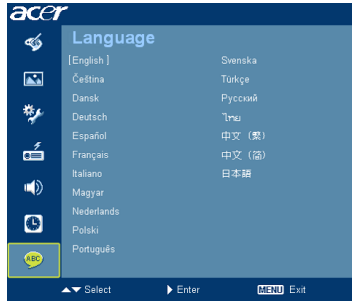 acer
Language
[English ]
Čeština
Dansk
Deutsch
Español
Français
Italiano
Magyar
Nederlands
Polski
Português
Svenska
Türkçe
Русский
ไทย
中文 (繁)
中文 (简)
日本語
ABC
Select Enter MENU Exit